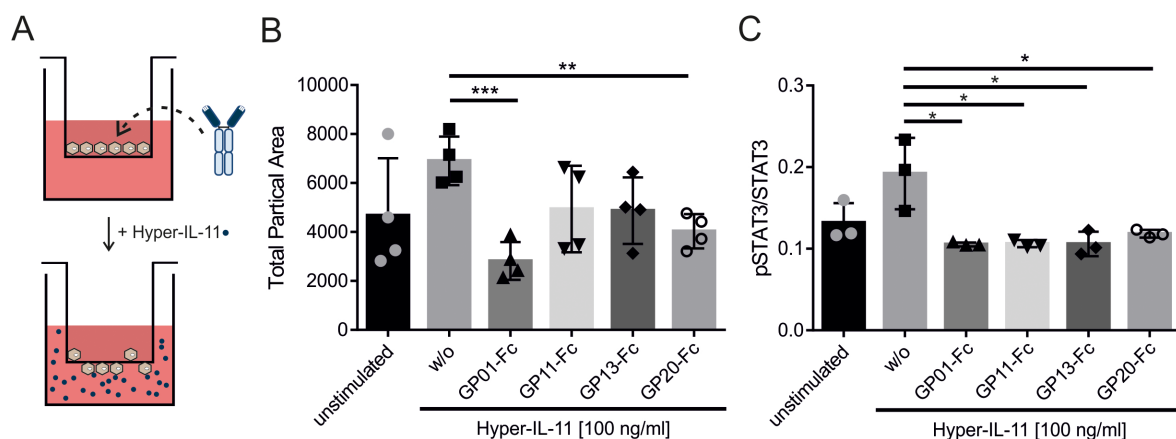 A
+ Hyper-IL-11
B
Total Partical Area
10000
8000
6000
4000
2000
0
**
***
unstimulated
w/o
GP01-Fc
GP11-Fc
GP13-Fc
GP20-Fc
Hyper-IL-11 [100 ng/ml]
C
pSTAT3/STAT3
0.3
0.2
0.1
0.0
*
*
*
*
unstimulated
w/o
GP01-Fc
GP11-Fc
GP13-Fc
GP20-Fc
Hyper-IL-11 [100 ng/ml]